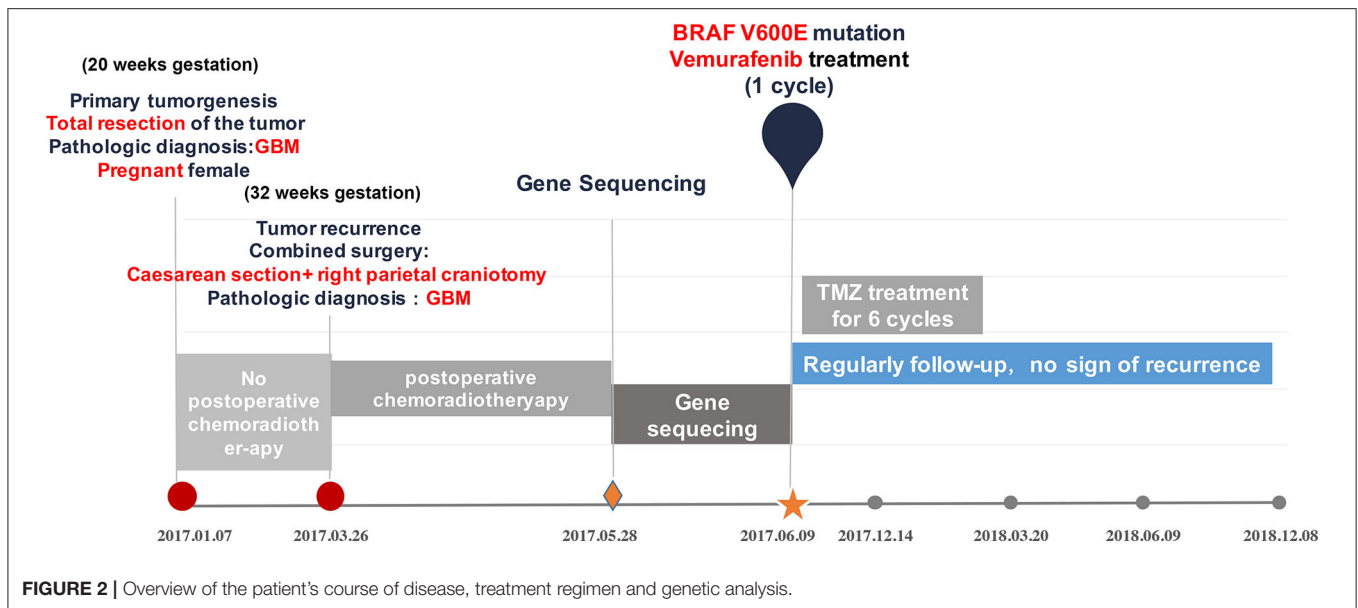 (20 weeks gestation)
Primary tumorgenesis
Total resection of the tumor
Pathologic diagnosis:GBM
Pregnant female
(32 weeks gestation)
Tumor recurrence
Combined surgery:
Caesarean section+ right parietal craniotomy
Pathologic diagnosis : GBM
Gene Sequencing
BRAF V600E mutation
Vemurafenib treatment
(1 cycle)
TMZ treatment
for 6 cycles
Regularly follow-up, no sign of recurrence
No
postoperative
chemoradioth
er-apy
postoperative
chemoradiotheryapy
Gene
sequecing
2017.01.07
2017.03.26
2017.05.28
2017.06.09
2017.12.14
2018.03.20
2018.06.09
2018.12.08
FIGURE 2 | Overview of the patient's course of disease, treatment regimen and genetic analysis.